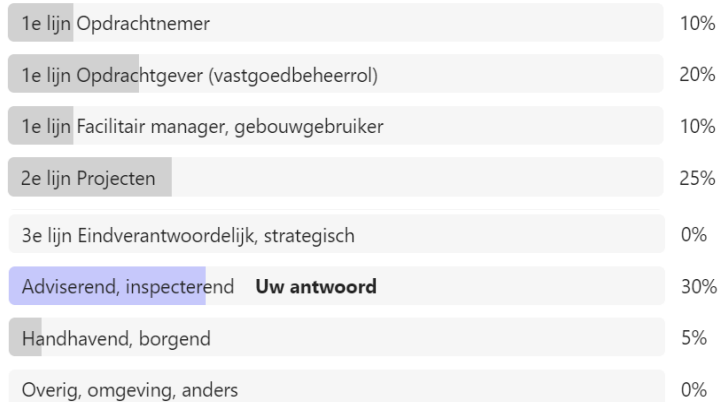 1e lijn Opdrachtnemer 10%
1e lijn Opdrachtgever (vastgoedbeheerrol) 20%
1e lijn Facilitair manager, gebouwgebruiker 10%
2e lijn Projecten 25%
3e lijn Eindverantwoordelijk, strategisch 0%
Adviserend, inspecterend Uw antwoord 30%
Handhavend, borgend 5%
Overig, omgeving, anders 0%